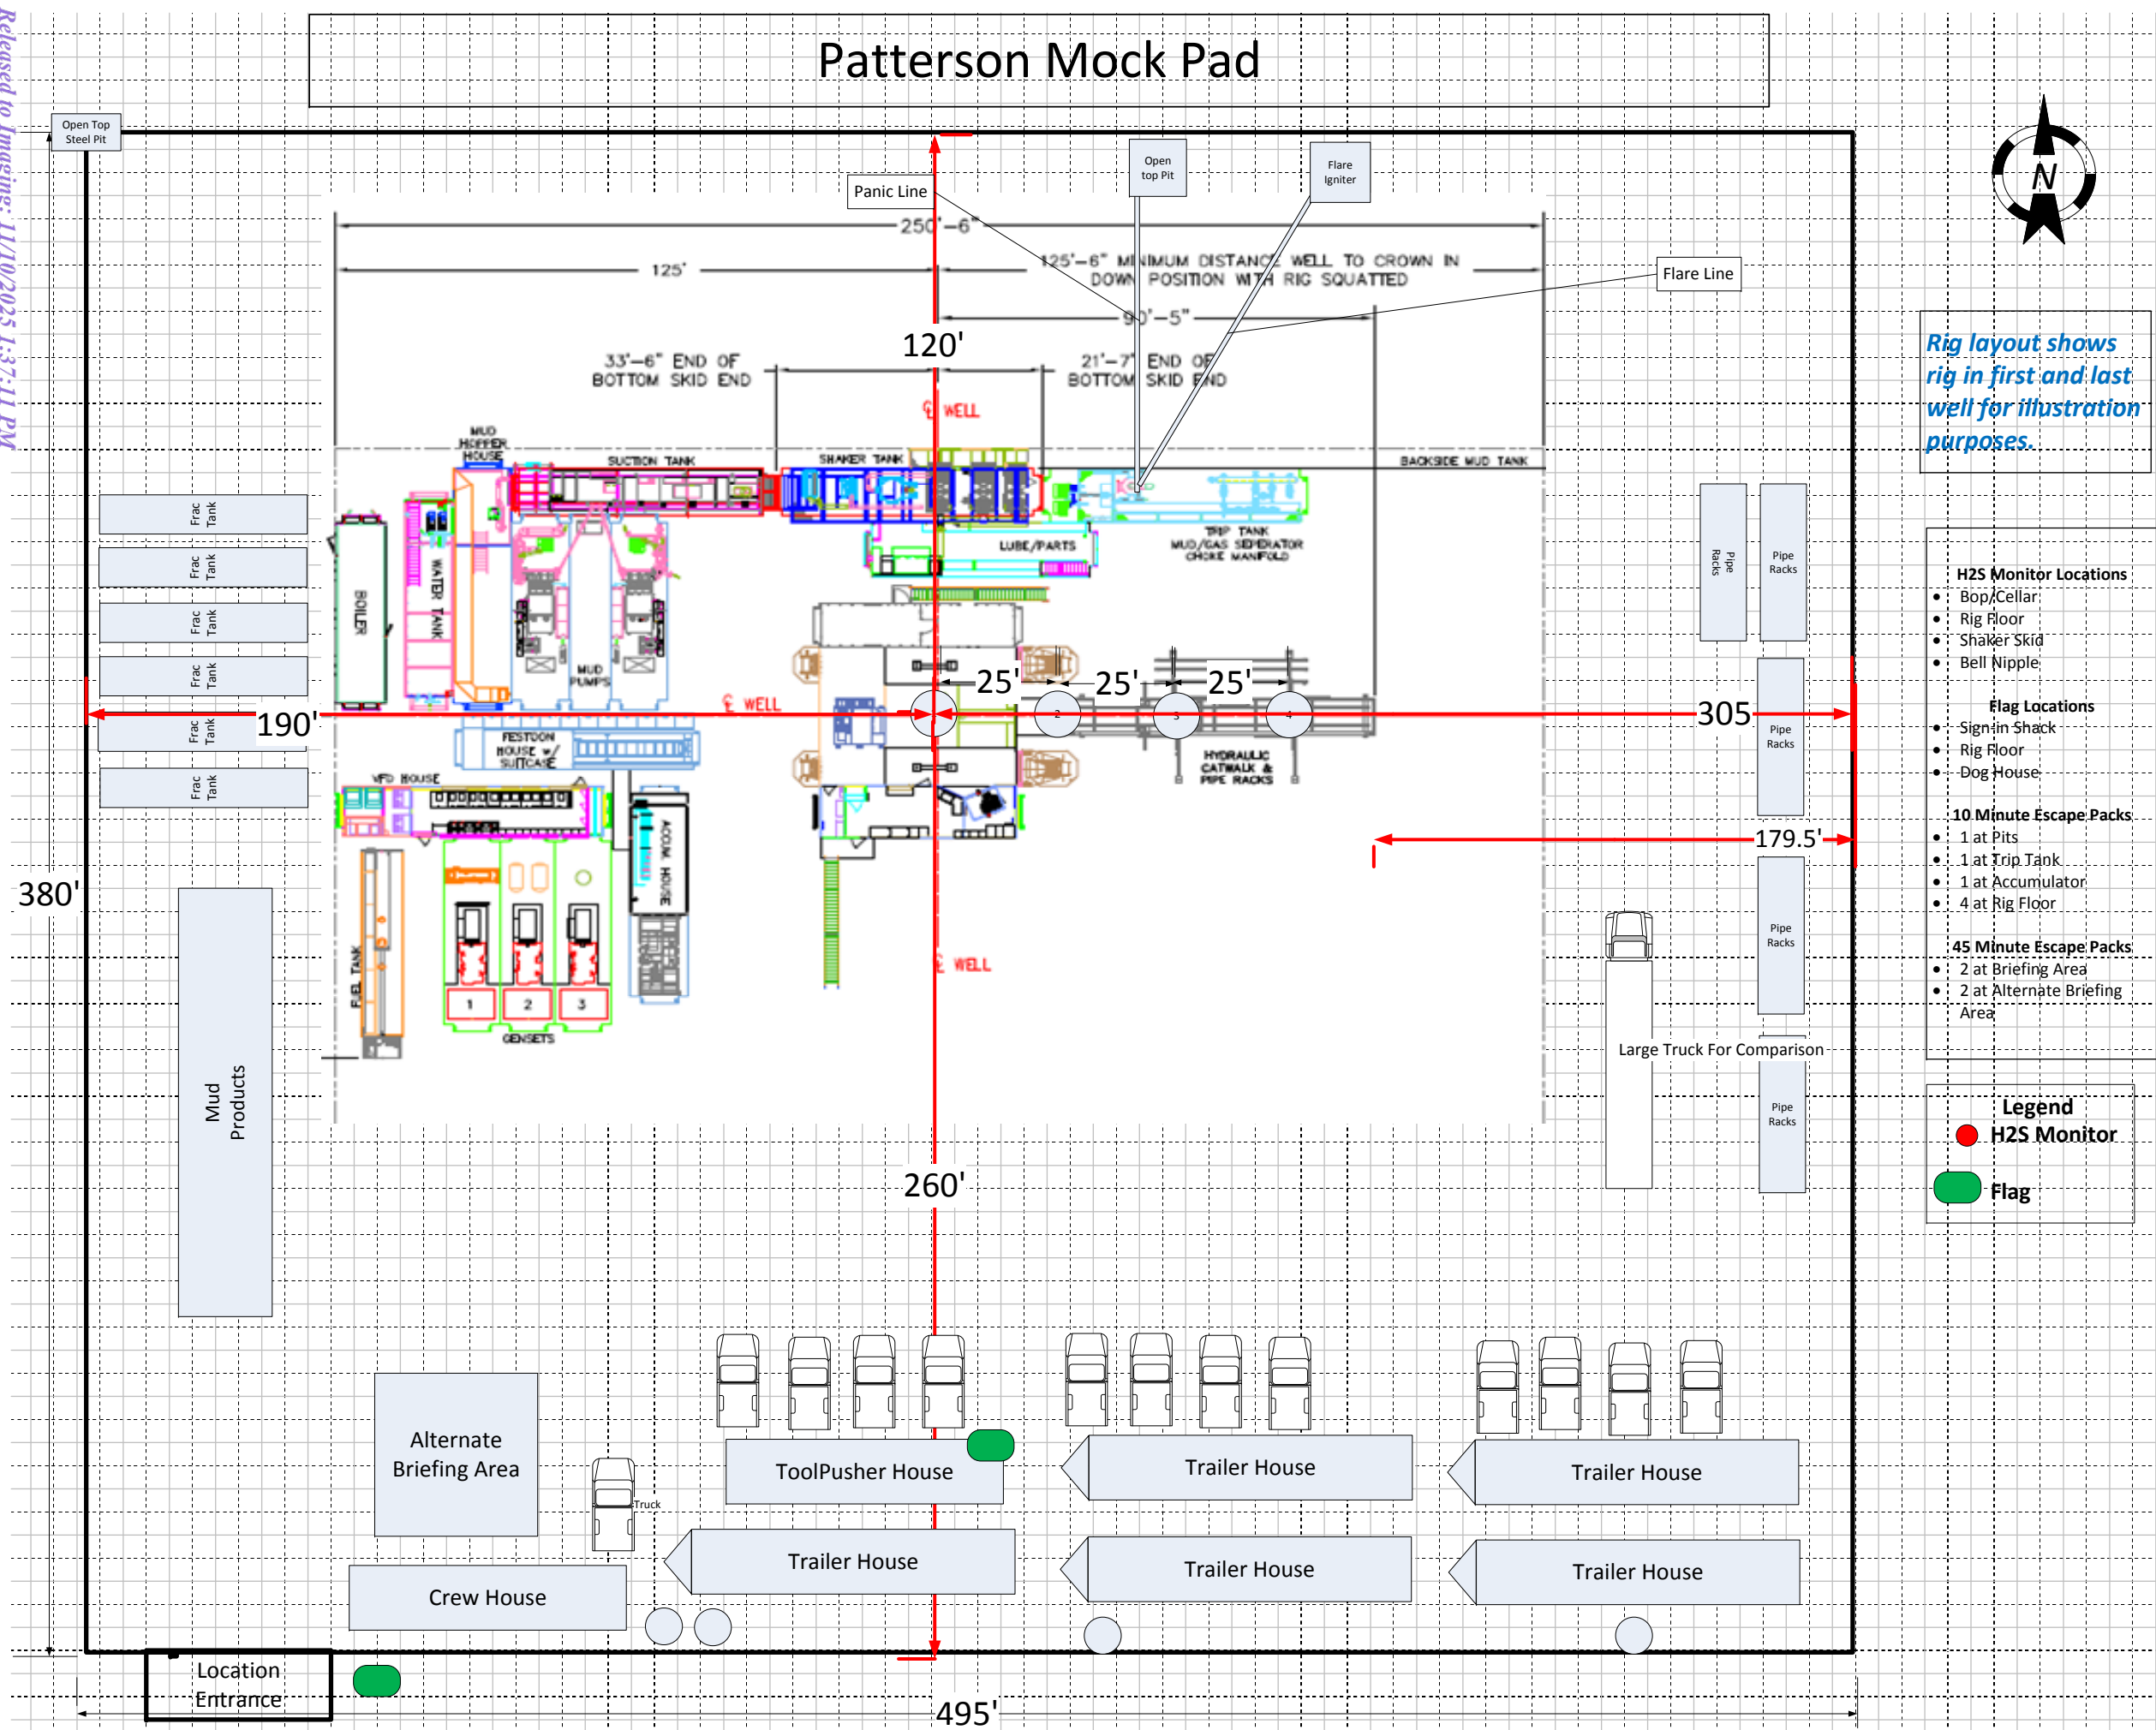 Released to Imaging: 11/10/2025 1:37:11 PM
Patterson Mock Pad
Open Top
Steel Pit
Open
top Pit
Flare
Igniter
N
Panic Line
250'-6"
125'
125'-6" MINIMUM DISTANCE WELL TO CROWN IN
DOWN POSITION WITH RIG SQUATTED
Flare Line
90'-5"
120'
33'-6" END OF
BOTTOM SKID END
21'-7" END OF
BOTTOM SKID END
Rig layout shows
rig in first and last
well for illustration
purposes.
℄ WELL
MUD
HOPPER
HOUSE
SUCTION TANK
SHAKER TANK
BACKSIDE MUD TANK
Frac
Tank
Frac
Tank
Frac
Tank
Frac
Tank
Frac
Tank
Frac
Tank
BOILER
WATER TANK
MUD
PUMPS
LUBE/PARTS
TRIP TANK
MUD/GAS SEPERATOR
CHOKE MANIFOLD
Pipe
Racks
Pipe
Racks
H2S Monitor Locations
• Bop/Cellar
• Rig Floor
• Shaker Skid
• Bell Nipple
Flag Locations
• Sign-in Shack
• Rig Floor
• Dog House
10 Minute Escape Packs
• 1 at Pits
• 1 at Trip Tank
• 1 at Accumulator
• 4 at Rig Floor
45 Minute Escape Packs
• 2 at Briefing Area
• 2 at Alternate Briefing
Area
25'
25'
25'
190'
℄ WELL
2
3
4
305
Pipe
Racks
FESTOON
HOUSE w/
SUITCASE
HYDRAULIC
CATWALK &
PIPE RACKS
VFD HOUSE
ACCUM. HOUSE
179.5'
380'
FUEL TANK
1
2
3
GENSETS
℄ WELL
Pipe
Racks
Large Truck For Comparison
Mud
Products
Pipe
Racks
Legend
H2S Monitor
Flag
260'
Alternate
Briefing Area
ToolPusher House
Trailer House
Trailer House
Truck
Trailer House
Trailer House
Trailer House
Crew House
Location
Entrance
495'